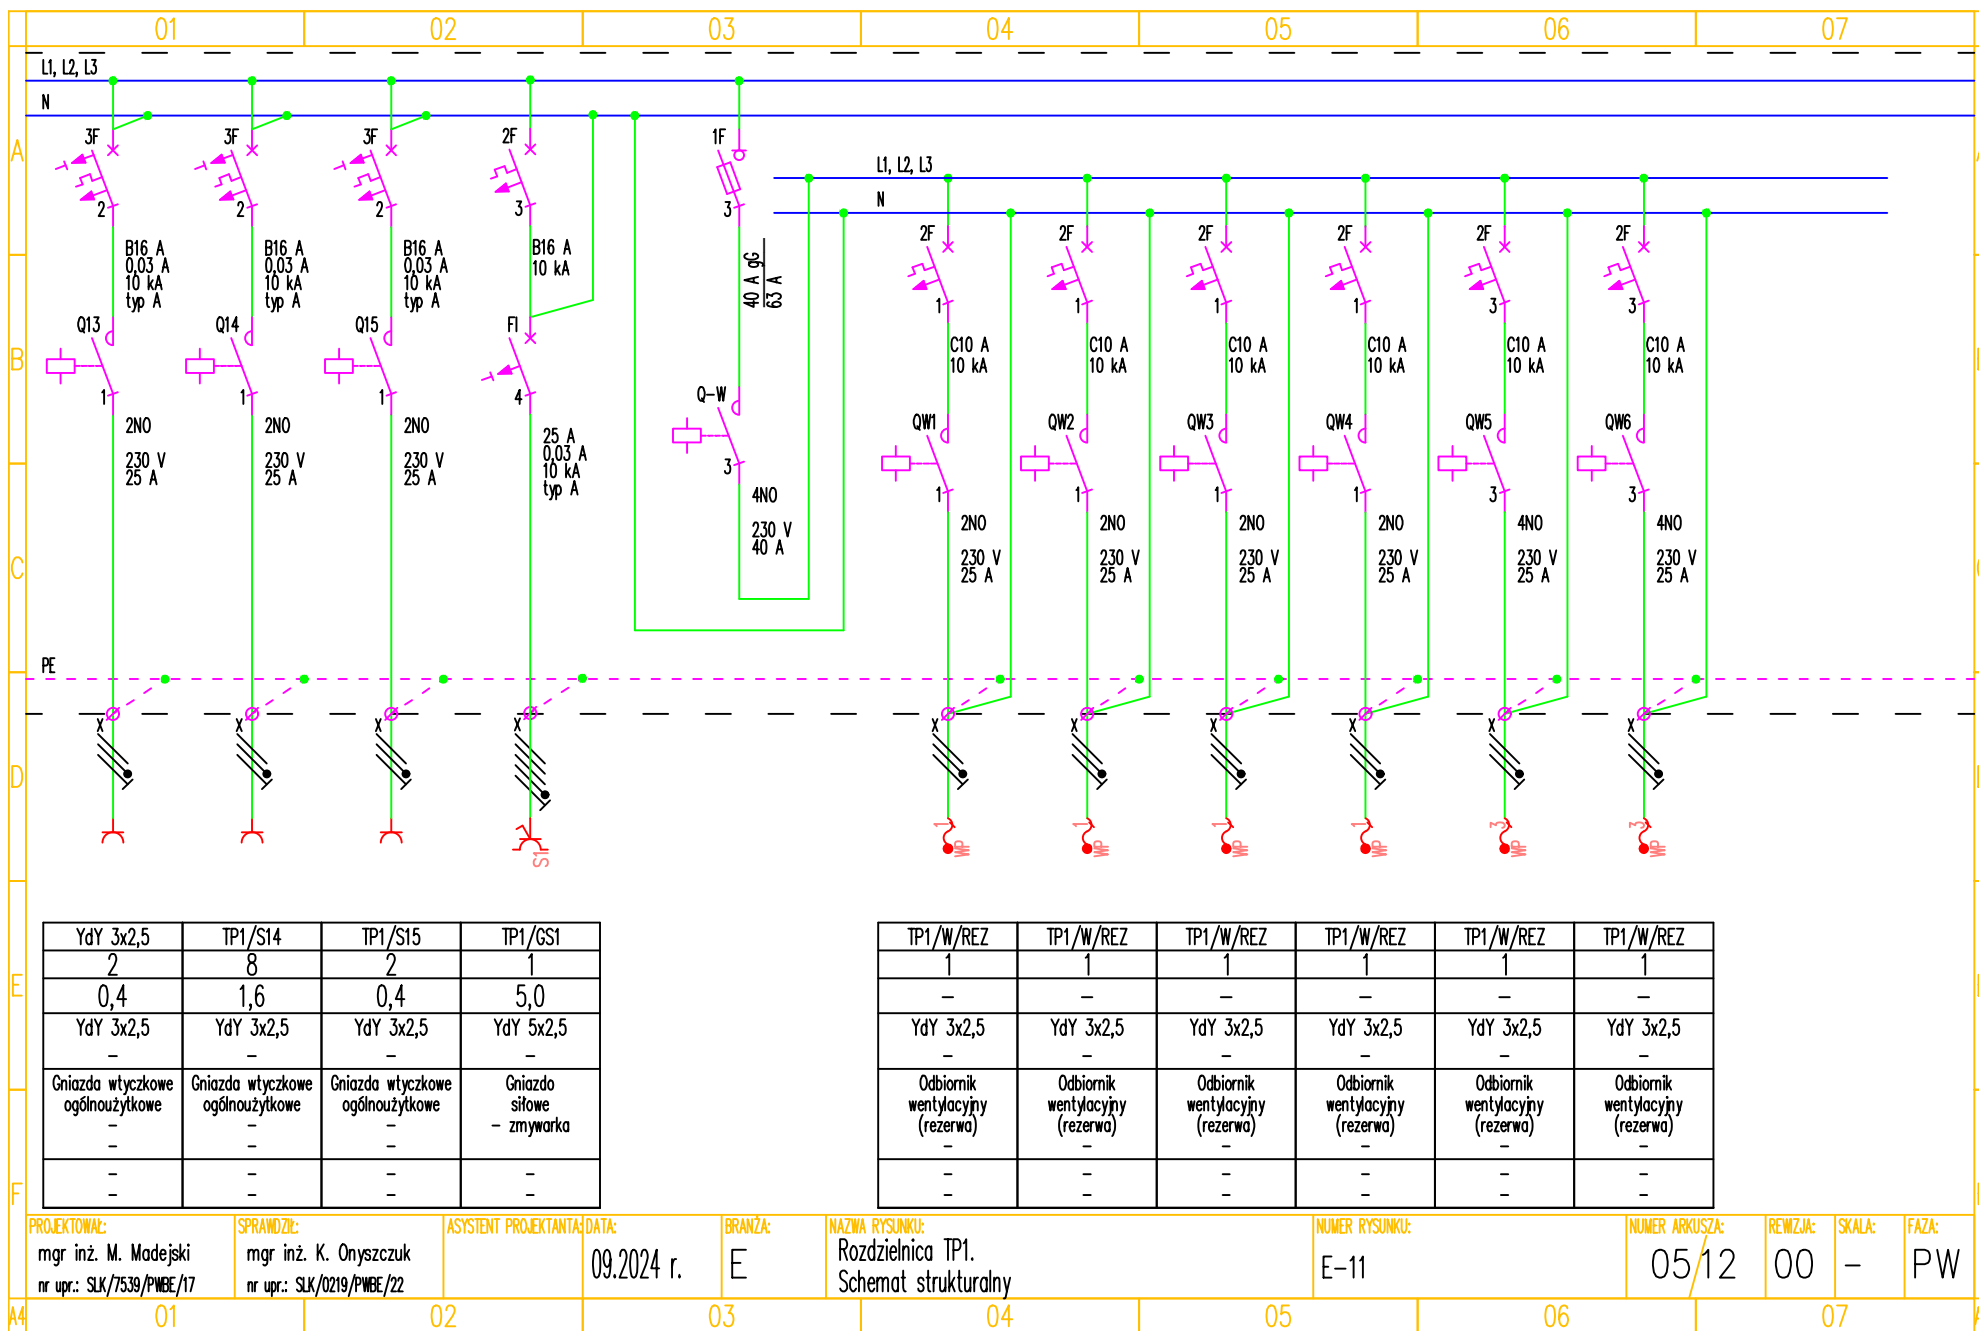 01 02 03 04 05 06 07
L1, L2, L3
N
A
3F 3F 3F 2F 1F
2 2 2 3 3
L1, L2, L3
N
2F 2F 2F 2F 2F 2F
B16 A B16 A B16 A B16 A
0,03 A 0,03 A 0,03 A 10 kA
10 kA 10 kA 10 kA
typ A typ A typ A
40 A gG
63 A
1 1 1 1 3 3
Q13 Q14 Q15 F1
B
C10 A C10 A C10 A C10 A C10 A C10 A
10 kA 10 kA 10 kA 10 kA 10 kA 10 kA
1 1 1 4 Q-W
2NO 2NO 2NO
QW1 QW2 QW3 QW4 QW5 QW6
230 V 230 V 230 V
25 A 25 A 25 A
25 A
0,03 A
10 kA
typ A
3
1 1 1 1 3 3
4NO
230 V
40 A
2NO 2NO 2NO 2NO 4NO 4NO
230 V 230 V 230 V 230 V 230 V 230 V
25 A 25 A 25 A 25 A 25 A 25 A
C
PE
X X X X X X X X X X
D
1 1 1 1 3 3
S1 WP WP WP WP WP WP
YdY 3x2,5 TP1/S14 TP1/S15 TP1/GS1 TP1/W/REZ TP1/W/REZ TP1/W/REZ TP1/W/REZ TP1/W/REZ TP1/W/REZ
2 8 2 1 1 1 1 1 1 1
E
0,4 1,6 0,4 5,0 - - - - - -
YdY 3x2,5 YdY 3x2,5 YdY 3x2,5 YdY 5x2,5 YdY 3x2,5 YdY 3x2,5 YdY 3x2,5 YdY 3x2,5 YdY 3x2,5 YdY 3x2,5
- - - - - - - - - -
Gniazda wtyczkowe Gniazda wtyczkowe Gniazda wtyczkowe Gniazdo Odbiornik Odbiornik Odbiornik Odbiornik Odbiornik Odbiornik
ogólnoużytkowe ogólnoużytkowe ogólnoużytkowe siłowe wentylacyjny wentylacyjny wentylacyjny wentylacyjny wentylacyjny wentylacyjny
- - - - zmywarka (rezerwa) (rezerwa) (rezerwa) (rezerwa) (rezerwa) (rezerwa)
- - - - - - - - -
- - - - - - - - - -
F
- - - - - - - - - -
PROJEKTOWAŁ: SPRAWDZIŁ: ASYSTENT PROJEKTANTA: DATA: BRANŻA: NAZWA RYSUNKU: NUMER RYSUNKU: NUMER ARKUSZA: REWIZJA: SKALA: FAZA:
mgr inż. M. Madejski mgr inż. K. Onyszczuk 09.2024 r. E Rozdzielnica TP1. E-11 05/12 00 - PW
nr upr.: SLK/7539/PWBE/17 nr upr.: SLK/0219/PWBE/22 Schemat strukturalny
A4 01 02 03 04 05 06 07